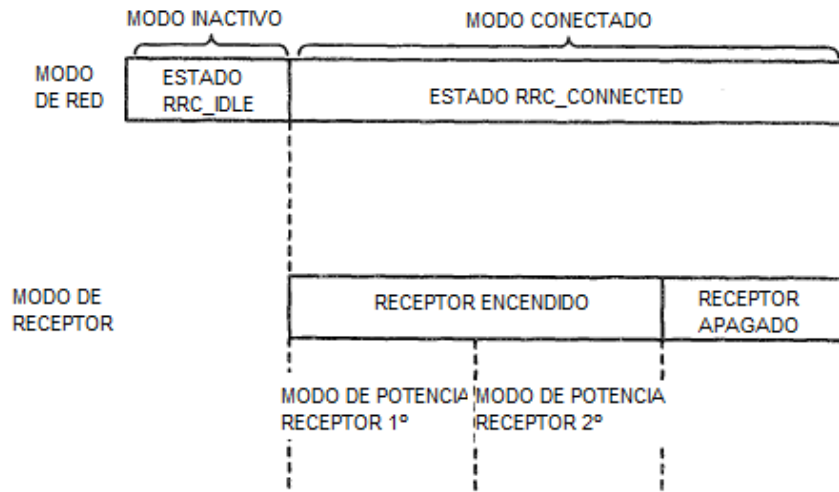 MODO INACTIVO
MODO CONECTADO
MODO
DE RED
ESTADO
RRC_IDLE
ESTADO RRC_CONNECTED
MODO DE
RECEPTOR
RECEPTOR ENCENDIDO
RECEPTOR
APAGADO
MODO DE POTENCIA
RECEPTOR 1º
MODO DE POTENCIA
RECEPTOR 2º